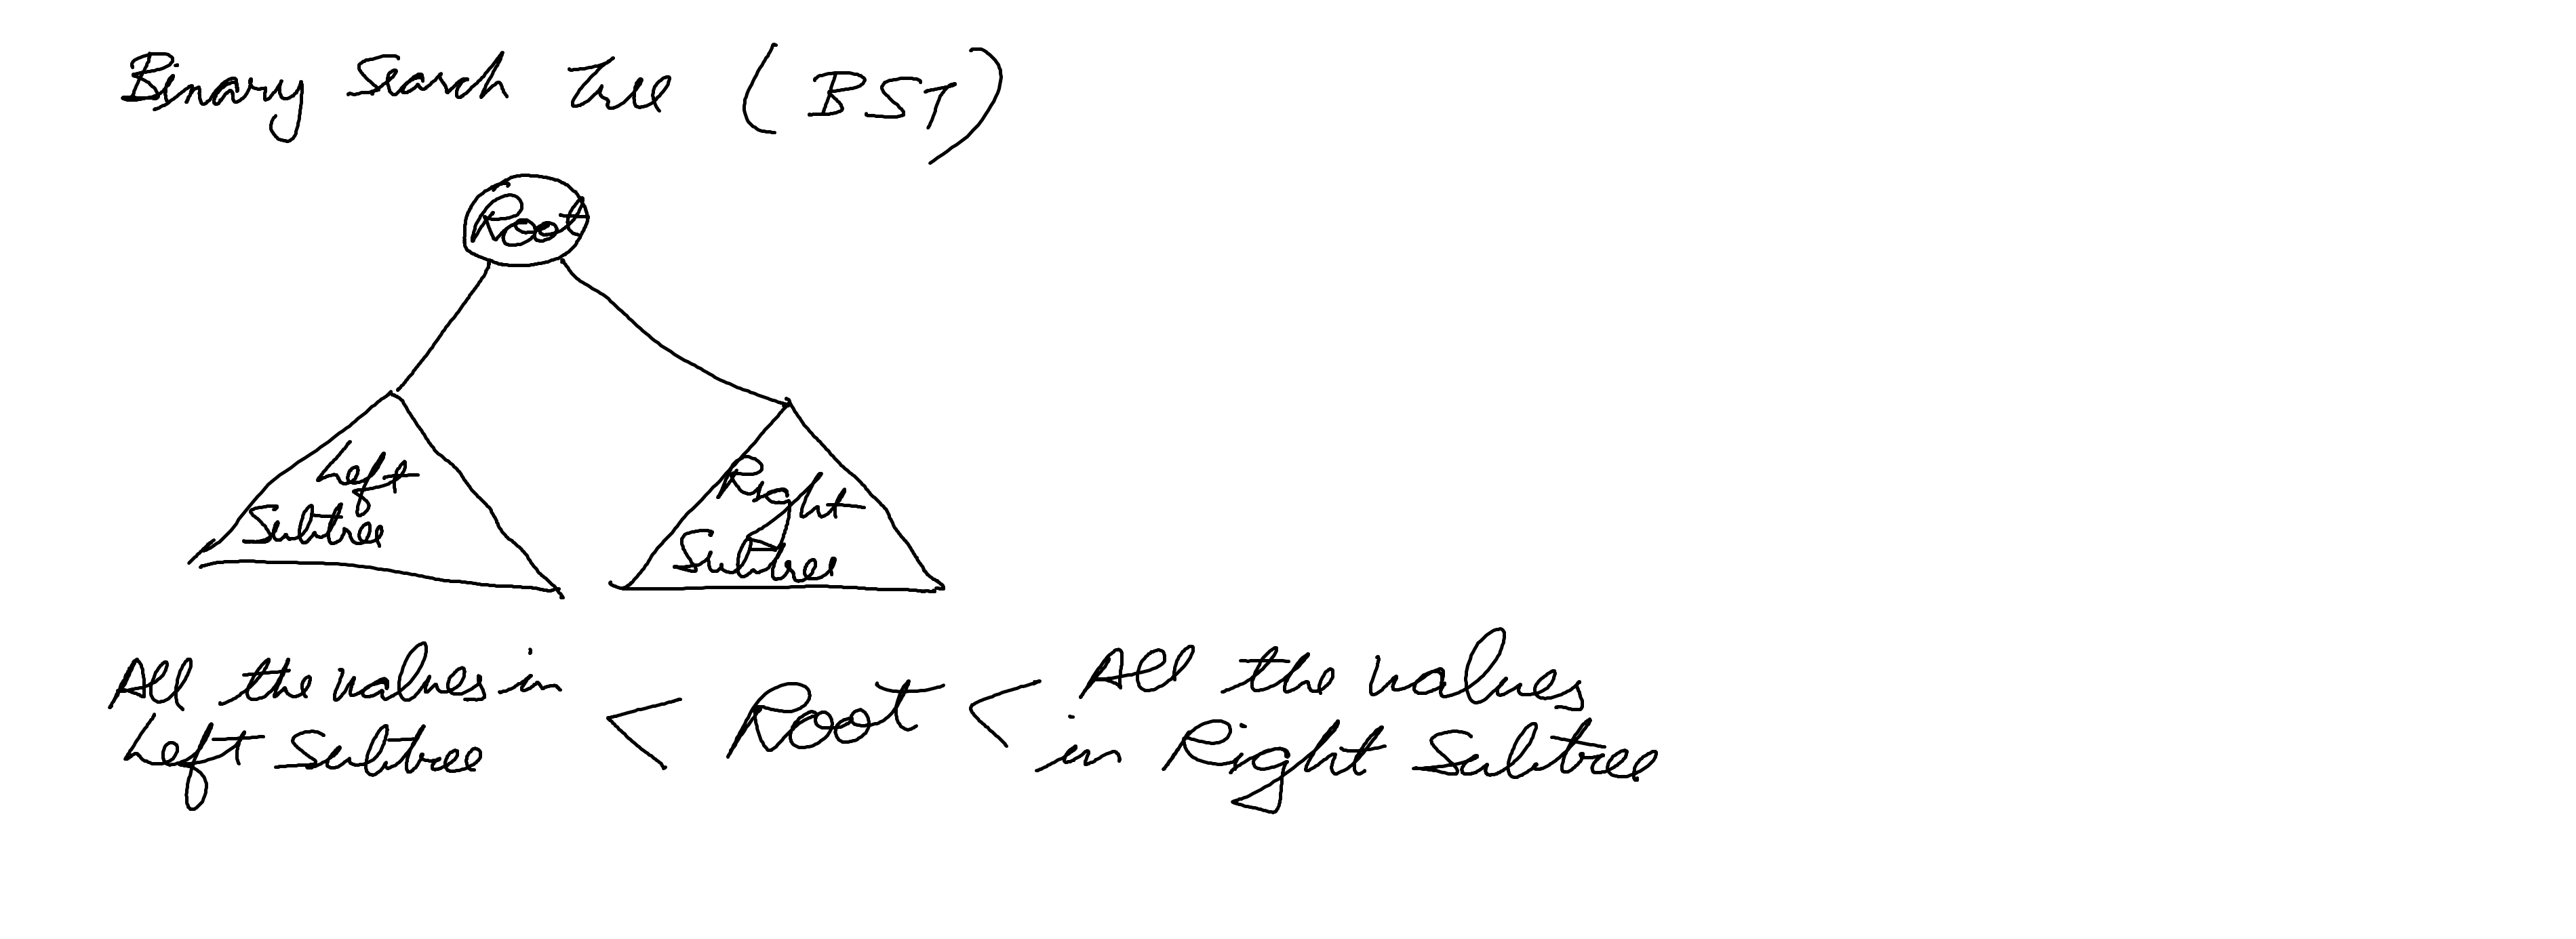 Binary Search Tree (BST)
Root
Left
Subtree
Right
Subtree
All the values in
Left Subtree
< Root <
All the values
in Right Subtree